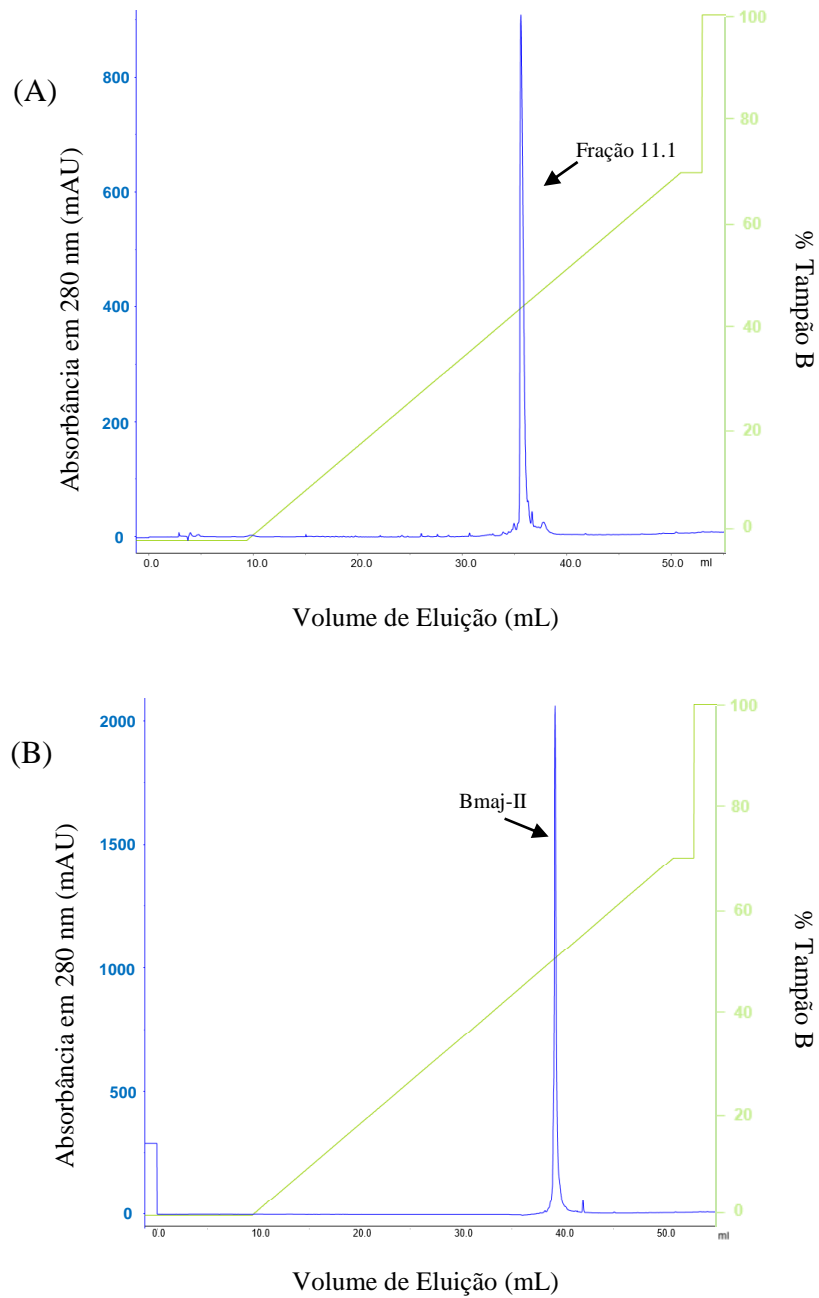 (A)
Absorbância em 280 nm (mAU)
800
600
400
200
0
Fração 11.1
100
80
60
40
20
0
% Tampão B
0.0 10.0 20.0 30.0 40.0 50.0 ml
Volume de Eluição (mL)
(B)
Absorbância em 280 nm (mAU)
2000
1500
1000
500
0
Bmaj-II
100
80
60
40
20
0
% Tampão B
0.0 10.0 20.0 30.0 40.0 50.0 ml
Volume de Eluição (mL)